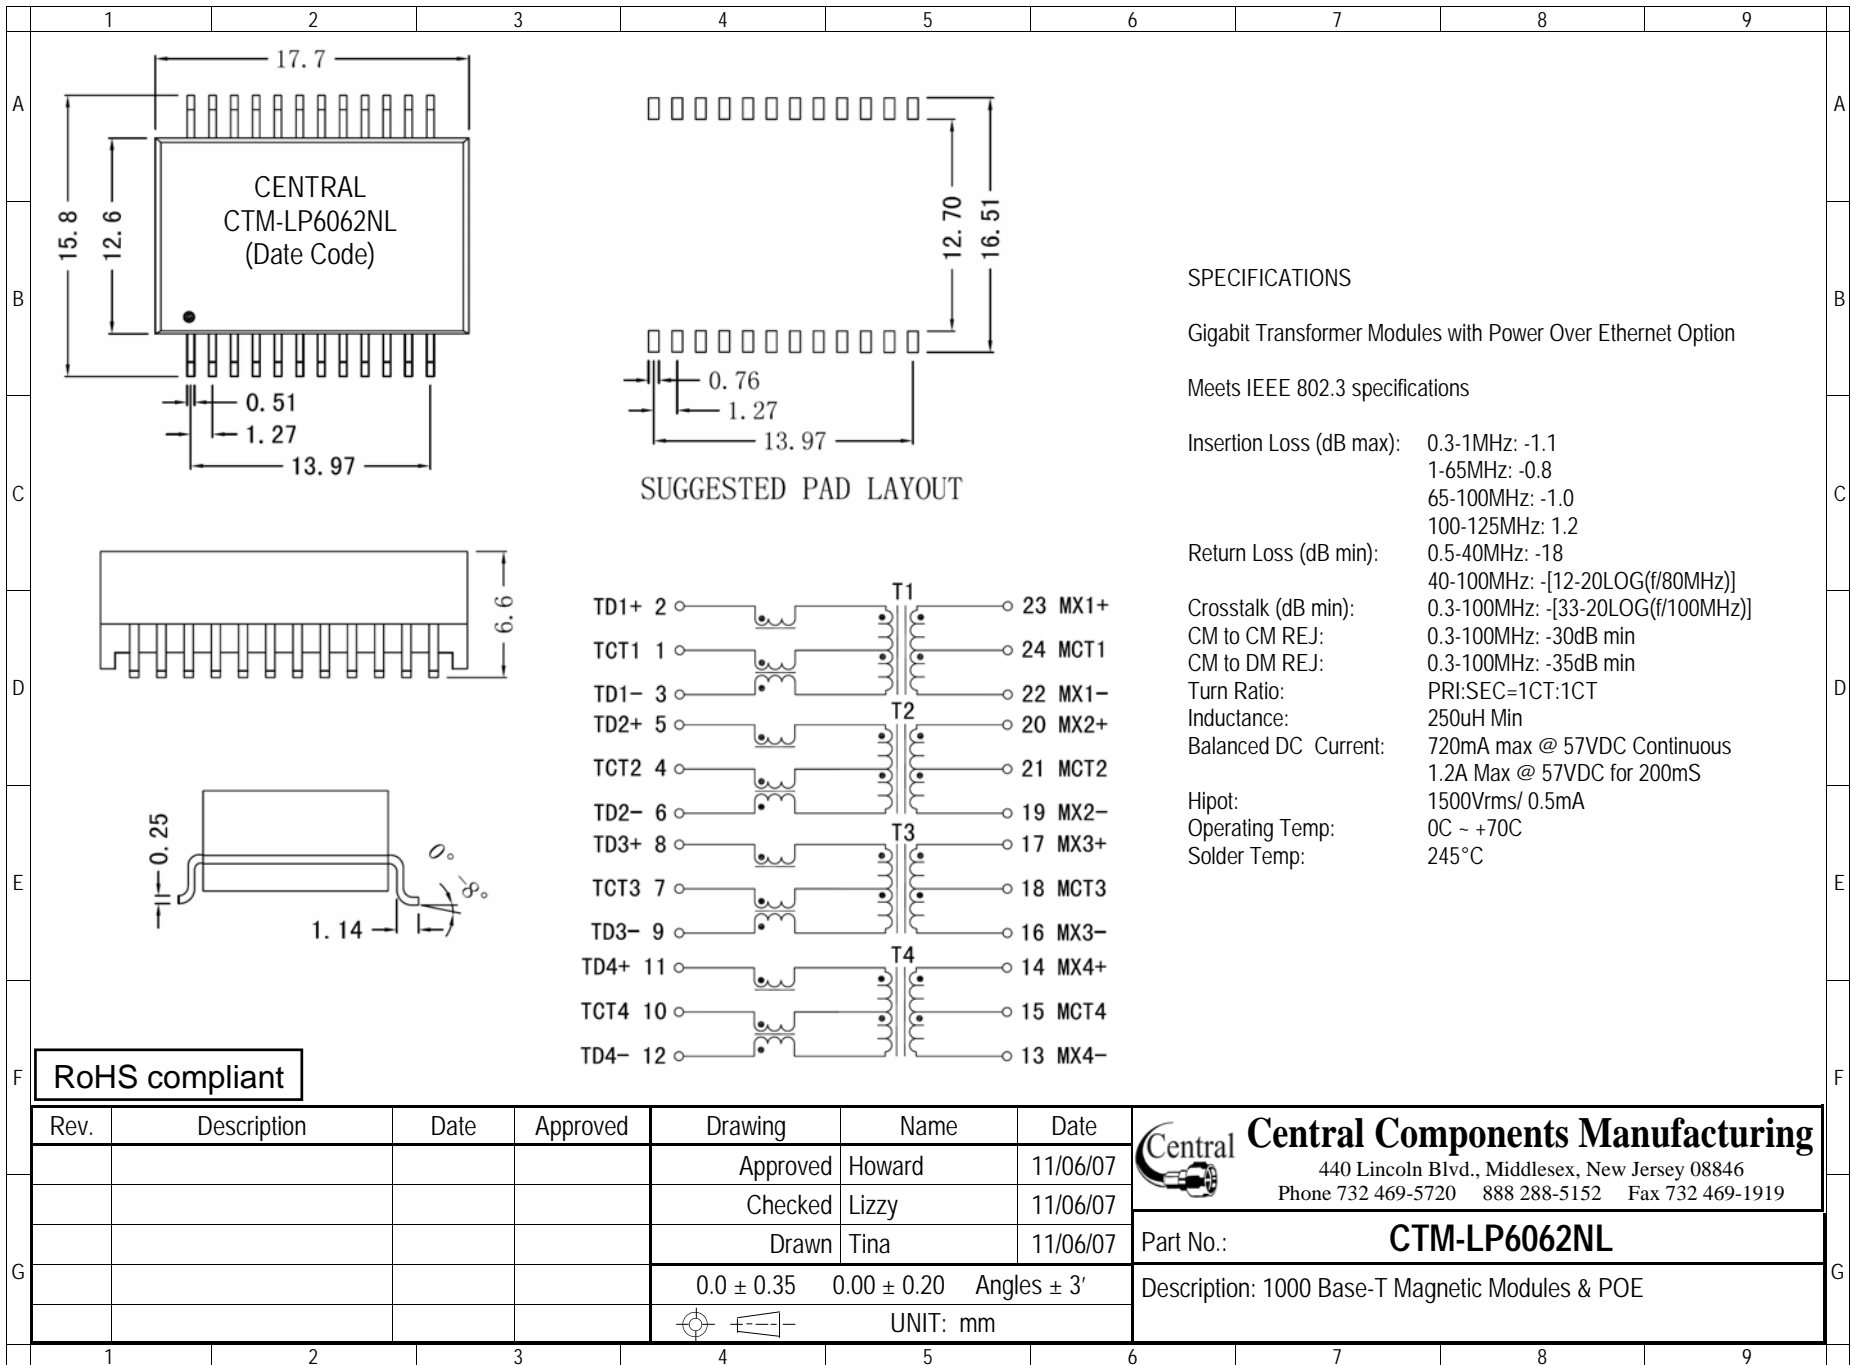 1 2 3 4 5 6 7 8 9
A A
B B
C C
D D
E E
F F
G G
17.7
15.8
12.6
CENTRAL
CTM-LP6062NL
(Date Code)
0.51
1.27
13.97
12.70
16.51
0.76
1.27
13.97
SUGGESTED PAD LAYOUT
6.6
0.25
0°
-8°
1.14
T1
TD1+ 2 23 MX1+
TCT1 1 24 MCT1
TD1- 3 22 MX1-
T2
TD2+ 5 20 MX2+
TCT2 4 21 MCT2
TD2- 6 19 MX2-
T3
TD3+ 8 17 MX3+
TCT3 7 18 MCT3
TD3- 9 16 MX3-
T4
TD4+ 11 14 MX4+
TCT4 10 15 MCT4
TD4- 12 13 MX4-
SPECIFICATIONS
Gigabit Transformer Modules with Power Over Ethernet Option
Meets IEEE 802.3 specifications
Insertion Loss (dB max): 0.3-1MHz: -1.1
1-65MHz: -0.8
65-100MHz: -1.0
100-125MHz: 1.2
Return Loss (dB min): 0.5-40MHz: -18
40-100MHz: -[12-20LOG(f/80MHz)]
Crosstalk (dB min): 0.3-100MHz: -[33-20LOG(f/100MHz)]
CM to CM REJ: 0.3-100MHz: -30dB min
CM to DM REJ: 0.3-100MHz: -35dB min
Turn Ratio: PRI:SEC=1CT:1CT
Inductance: 250uH Min
Balanced DC Current: 720mA max @ 57VDC Continuous
1.2A Max @ 57VDC for 200mS
Hipot: 1500Vrms/ 0.5mA
Operating Temp: 0C ~ +70C
Solder Temp: 245°C
RoHS compliant
Rev. Description Date Approved
Drawing Name Date
Approved Howard 11/06/07
Checked Lizzy 11/06/07
Drawn Tina 11/06/07
0.0 ± 0.35 0.00 ± 0.20 Angles ± 3′
UNIT: mm
Central
Central Components Manufacturing
440 Lincoln Blvd., Middlesex, New Jersey 08846
Phone 732 469-5720 888 288-5152 Fax 732 469-1919
Part No.: CTM-LP6062NL
Description: 1000 Base-T Magnetic Modules & POE
1 2 3 4 5 6 7 8 9